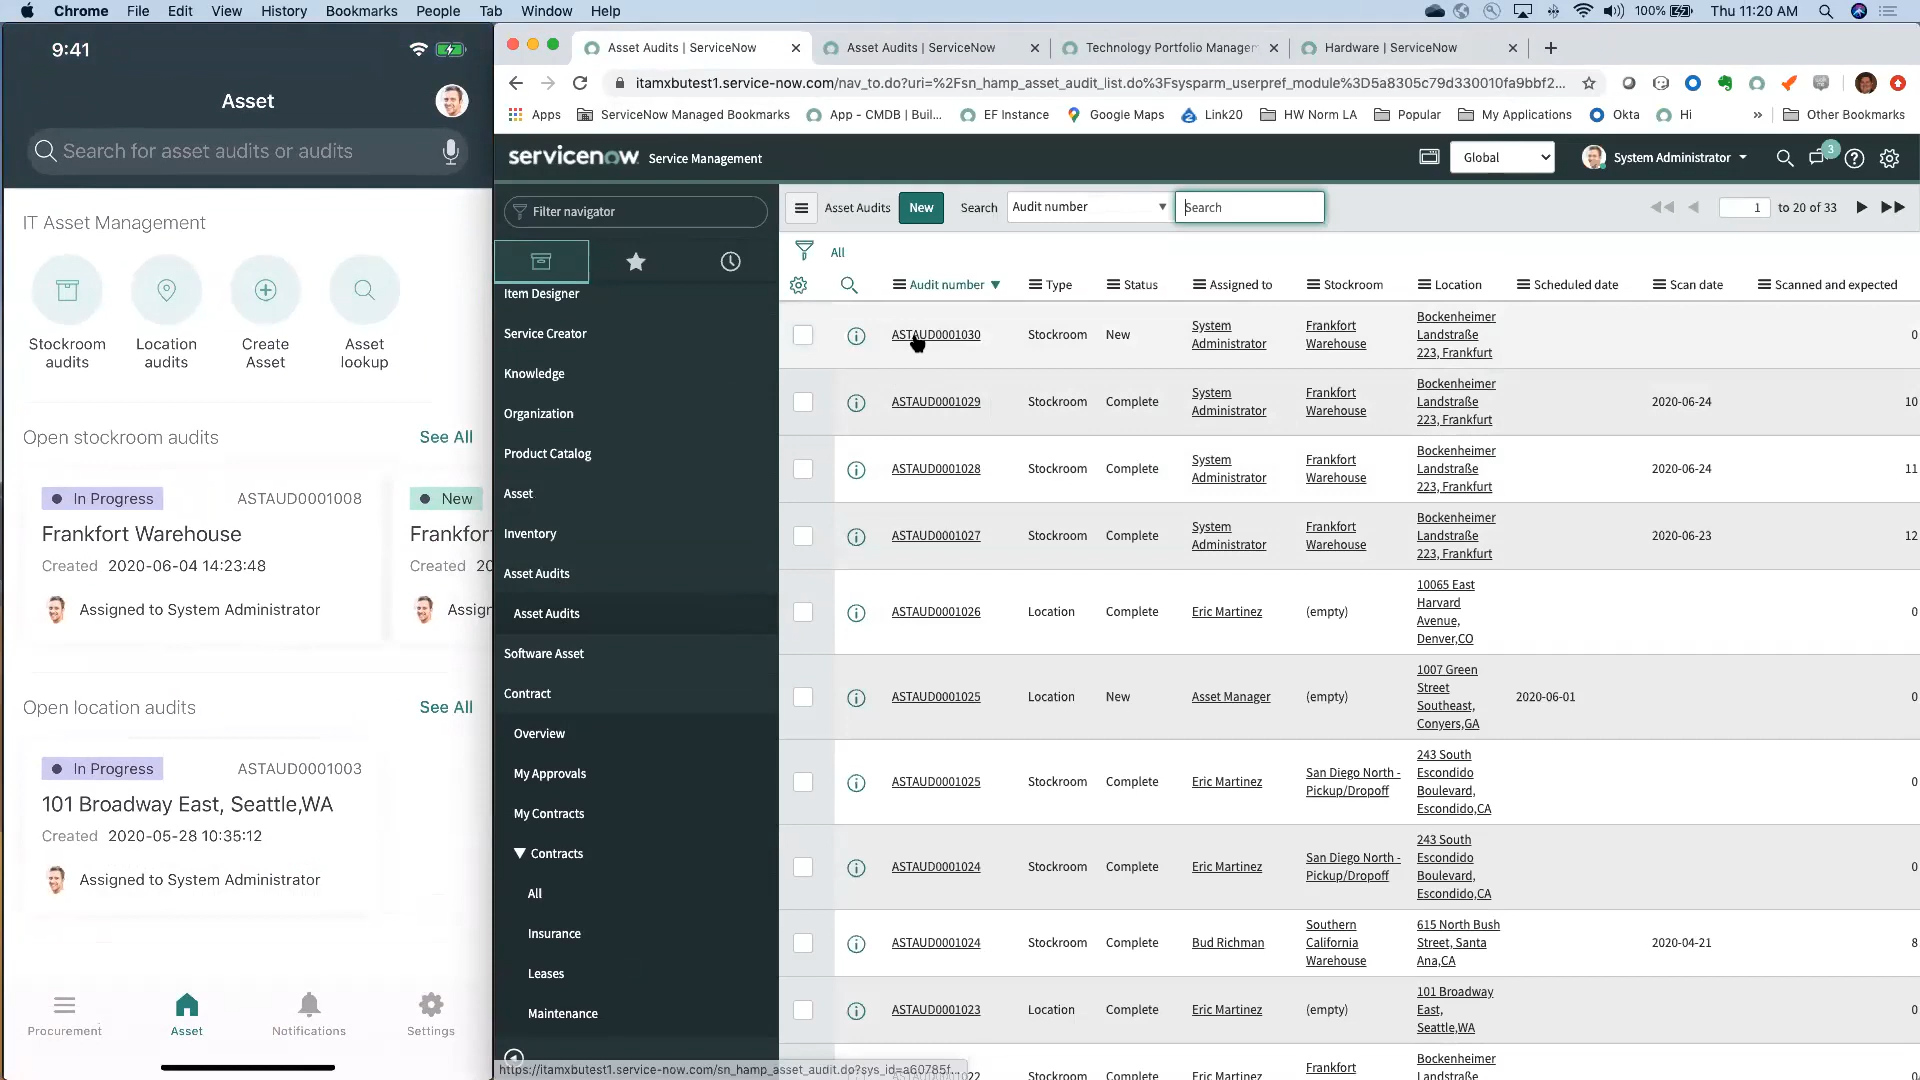 Chrome File Edit View History Bookmarks People Tab Window Help
100% Thu 11:20 AM
9:41
Asset
Search for asset audits or audits
IT Asset Management
Stockroom audits
Location audits
Create Asset
Asset lookup
Open stockroom audits See All
In Progress ASTAUD0001008
Frankfort Warehouse
Created 2020-06-04 14:23:48
Assigned to System Administrator
New
Frankfor
Created 20
Assign
Open location audits See All
In Progress ASTAUD0001003
101 Broadway East, Seattle,WA
Created 2020-05-28 10:35:12
Assigned to System Administrator
Procurement Asset Notifications Settings
Asset Audits | ServiceNow
Asset Audits | ServiceNow
Technology Portfolio Manager
Hardware | ServiceNow
itamxbutest1.service-now.com/nav_to.do?uri=%2Fsn_hamp_asset_audit_list.do%3Fsysparm_userpref_module%3D5a8305c79d330010fa9bbf2...
Apps ServiceNow Managed Bookmarks App - CMDB | Buil... EF Instance Google Maps Link20 HW Norm LA Popular My Applications Okta Hi » Other Bookmarks
servicenow Service Management
Global System Administrator 3
Filter navigator
Item Designer
Service Creator
Knowledge
Organization
Product Catalog
Asset
Inventory
Asset Audits
Asset Audits
Software Asset
Contract
Overview
My Approvals
My Contracts
Contracts
All
Insurance
Leases
Maintenance
Asset Audits New Search Audit number Search 1 to 20 of 33
All
Audit number Type Status Assigned to Stockroom Location Scheduled date Scan date Scanned and expected
ASTAUD0001030 Stockroom New System Administrator Frankfort Warehouse Bockenheimer Landstraße 223, Frankfurt 0
ASTAUD0001029 Stockroom Complete System Administrator Frankfort Warehouse Bockenheimer Landstraße 223, Frankfurt 2020-06-24 10
ASTAUD0001028 Stockroom Complete System Administrator Frankfort Warehouse Bockenheimer Landstraße 223, Frankfurt 2020-06-24 11
ASTAUD0001027 Stockroom Complete System Administrator Frankfort Warehouse Bockenheimer Landstraße 223, Frankfurt 2020-06-23 12
ASTAUD0001026 Location Complete Eric Martinez (empty) 10065 East Harvard Avenue, Denver,CO 0
ASTAUD0001025 Location New Asset Manager (empty) 1007 Green Street Southeast, Conyers,GA 2020-06-01 0
ASTAUD0001025 Stockroom Complete Eric Martinez San Diego North - Pickup/Dropoff 243 South Escondido Boulevard, Escondido,CA 0
ASTAUD0001024 Stockroom Complete Eric Martinez San Diego North - Pickup/Dropoff 243 South Escondido Boulevard, Escondido,CA 0
ASTAUD0001024 Stockroom Complete Bud Richman Southern California Warehouse 615 North Bush Street, Santa Ana,CA 2020-04-21 8
ASTAUD0001023 Location Complete Eric Martinez (empty) 101 Broadway East, Seattle,WA 0
Stockroom Complete Eric Martinez Frankfort Bockenheimer Landstraße 0
https://itamxbutest1.service-now.com/sn_hamp_asset_audit.do?sys_id=a60785f...